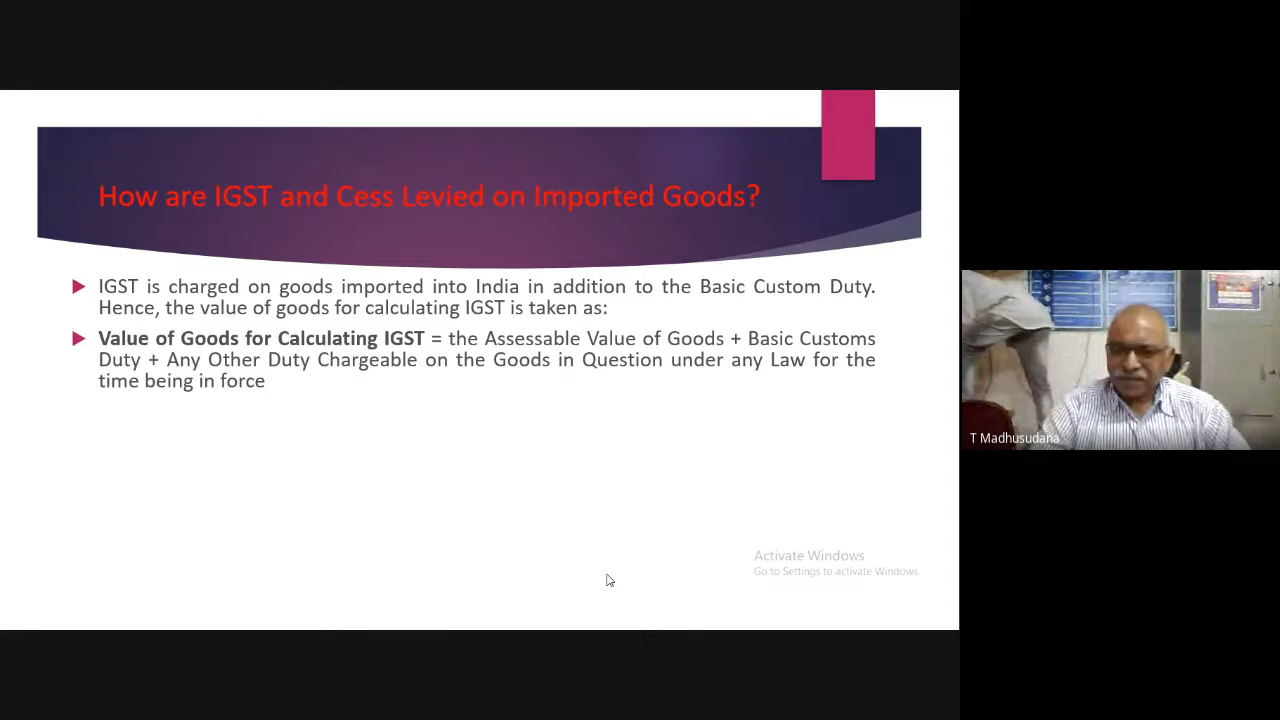 How are IGST and Cess Levied on Imported Goods?
IGST is charged on goods imported into India in addition to the Basic Custom Duty.
Hence, the value of goods for calculating IGST is taken as:
Value of Goods for Calculating IGST = the Assessable Value of Goods + Basic Customs
Duty + Any Other Duty Chargeable on the Goods in Question under any Law for the
time being in force
T Madhusudana
Activate Windows
Go to Settings to activate Windows.